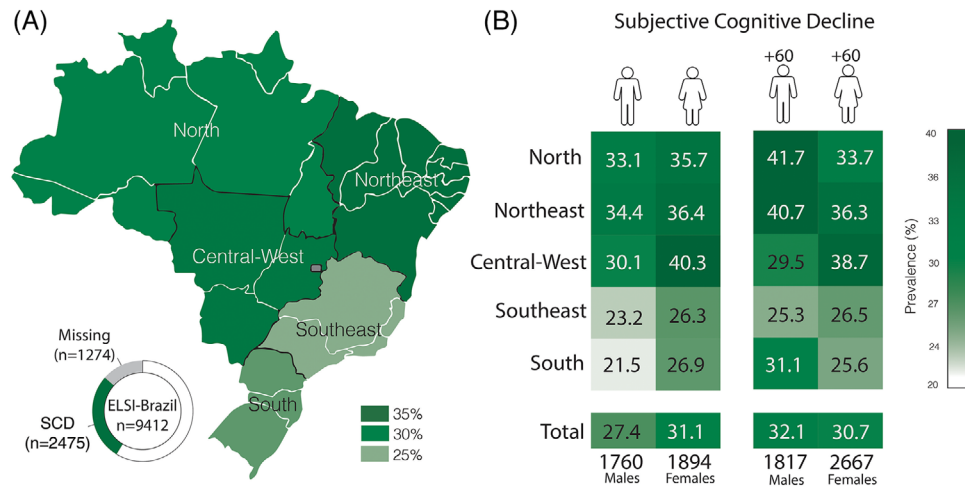 (A)
North
Northeast
Central-West
Southeast
South
Missing
(n=1274)
ELSI-Brazil
n=9412
SCD
(n=2475)
35%
30%
25%
(B)
Subjective Cognitive Decline
+60 +60
North 33.1 35.7 41.7 33.7
Northeast 34.4 36.4 40.7 36.3
Central-West 30.1 40.3 29.5 38.7
Southeast 23.2 26.3 25.3 26.5
South 21.5 26.9 31.1 25.6
Total 27.4 31.1 32.1 30.7
1760 1894 1817 2667
Males Females Males Females
Prevalence (%)
40
36
33
30
27
24
20